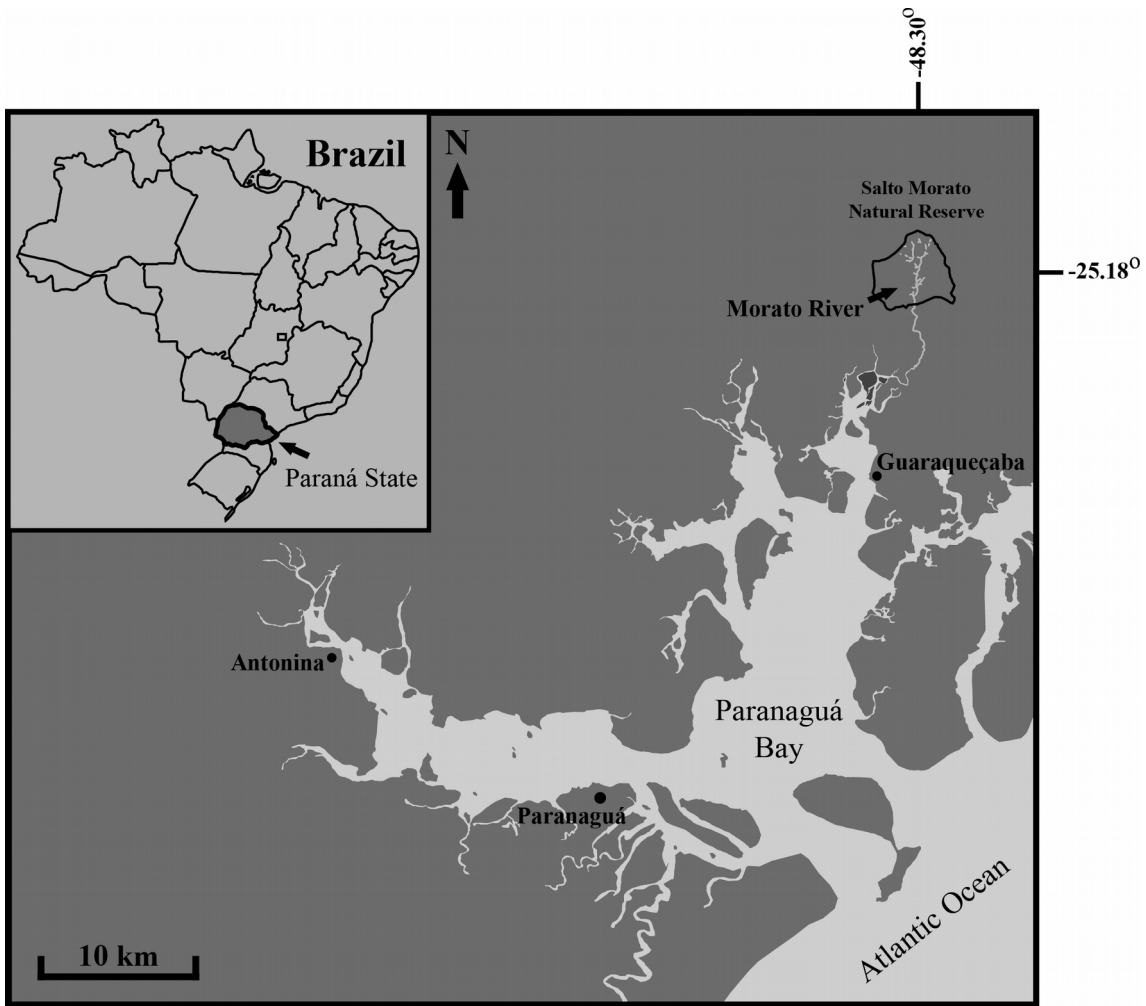 -48.30°
Brazil
N
Salto Morato
Natural Reserve
-25.18°
Morato River
Paraná State
Guaraqueçaba
Antonina
Paranaguá
Bay
Paranaguá
Atlantic Ocean
10 km